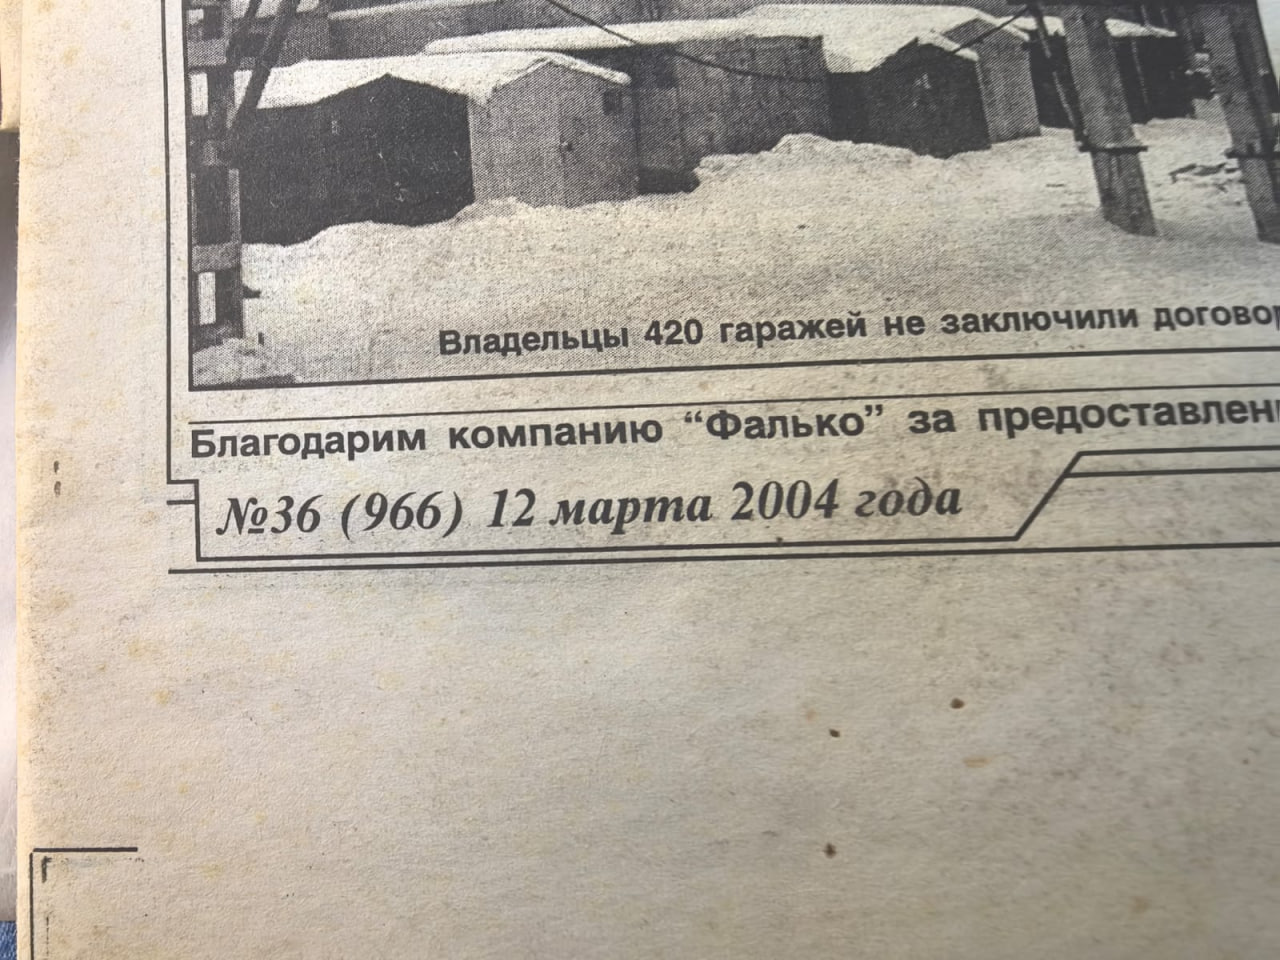 Владельцы 420 гаражей не заключили
Благодарим компанию “Фалько” за
№36 (966) 12 марта 2004 года